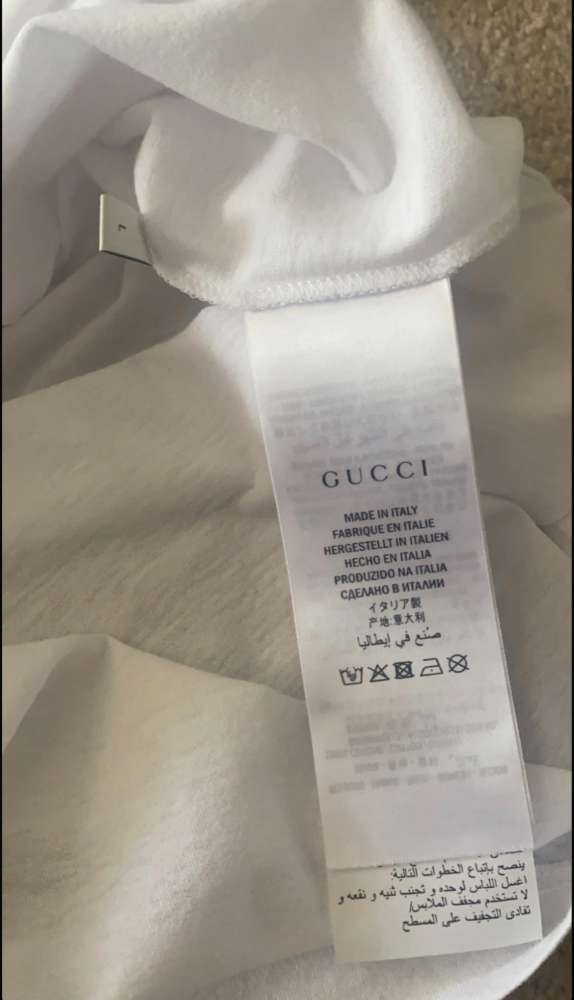 L
GUCCI
MADE IN ITALY
FABRIQUE EN ITALIE
HERGESTELLT IN ITALIEN
HECHO EN ITALIA
PRODUZIDO NA ITALIA
СДЕЛАНО В ИТАЛИИ
イタリア製
产地:意大利
صنع في إيطاليا
ينصح بإتباع الخطوات التالية:
اغسل اللباس لوحده و تجنب ثنيه و نقعه و
لا تستخدم مجفف الملابس/
تفادى التجفيف على المسطح